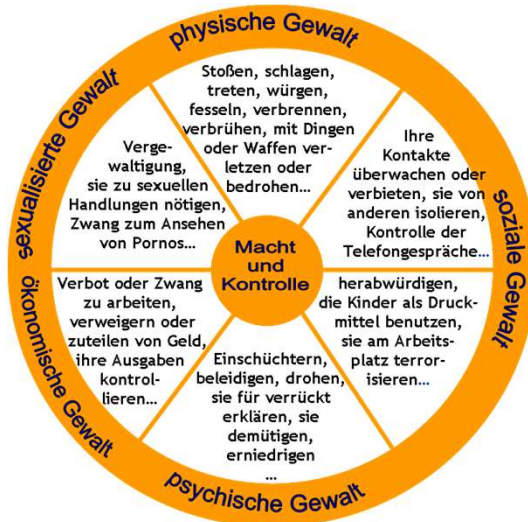 physische Gewalt
Stoßen, schlagen,
treten, würgen,
fesseln, verbrennen,
verbrühen, mit Dingen
oder Waffen ver-
letzen oder
bedrohen...
soziale Gewalt
Ihre
Kontakte
überwachen oder
verbieten, sie von
anderen isolieren,
Kontrolle der
Telefongespräche...
herabwürdigen,
die Kinder als Druck-
mittel benutzen,
sie am Arbeits-
platz terror-
isieren...
psychische Gewalt
Einschüchtern,
beleidigen, drohen,
sie für verrückt
erklären, sie
demütigen,
erniedrigen
...
ökonomische Gewalt
Verbot oder Zwang
zu arbeiten,
verweigern oder
zuteilen von Geld,
ihre Ausgaben
kontrol-
lieren...
sexualisierte Gewalt
Verge-
waltigung,
sie zu sexuellen
Handlungen nötigen,
Zwang zum Ansehen
von Pornos...
Macht
und
Kontrolle